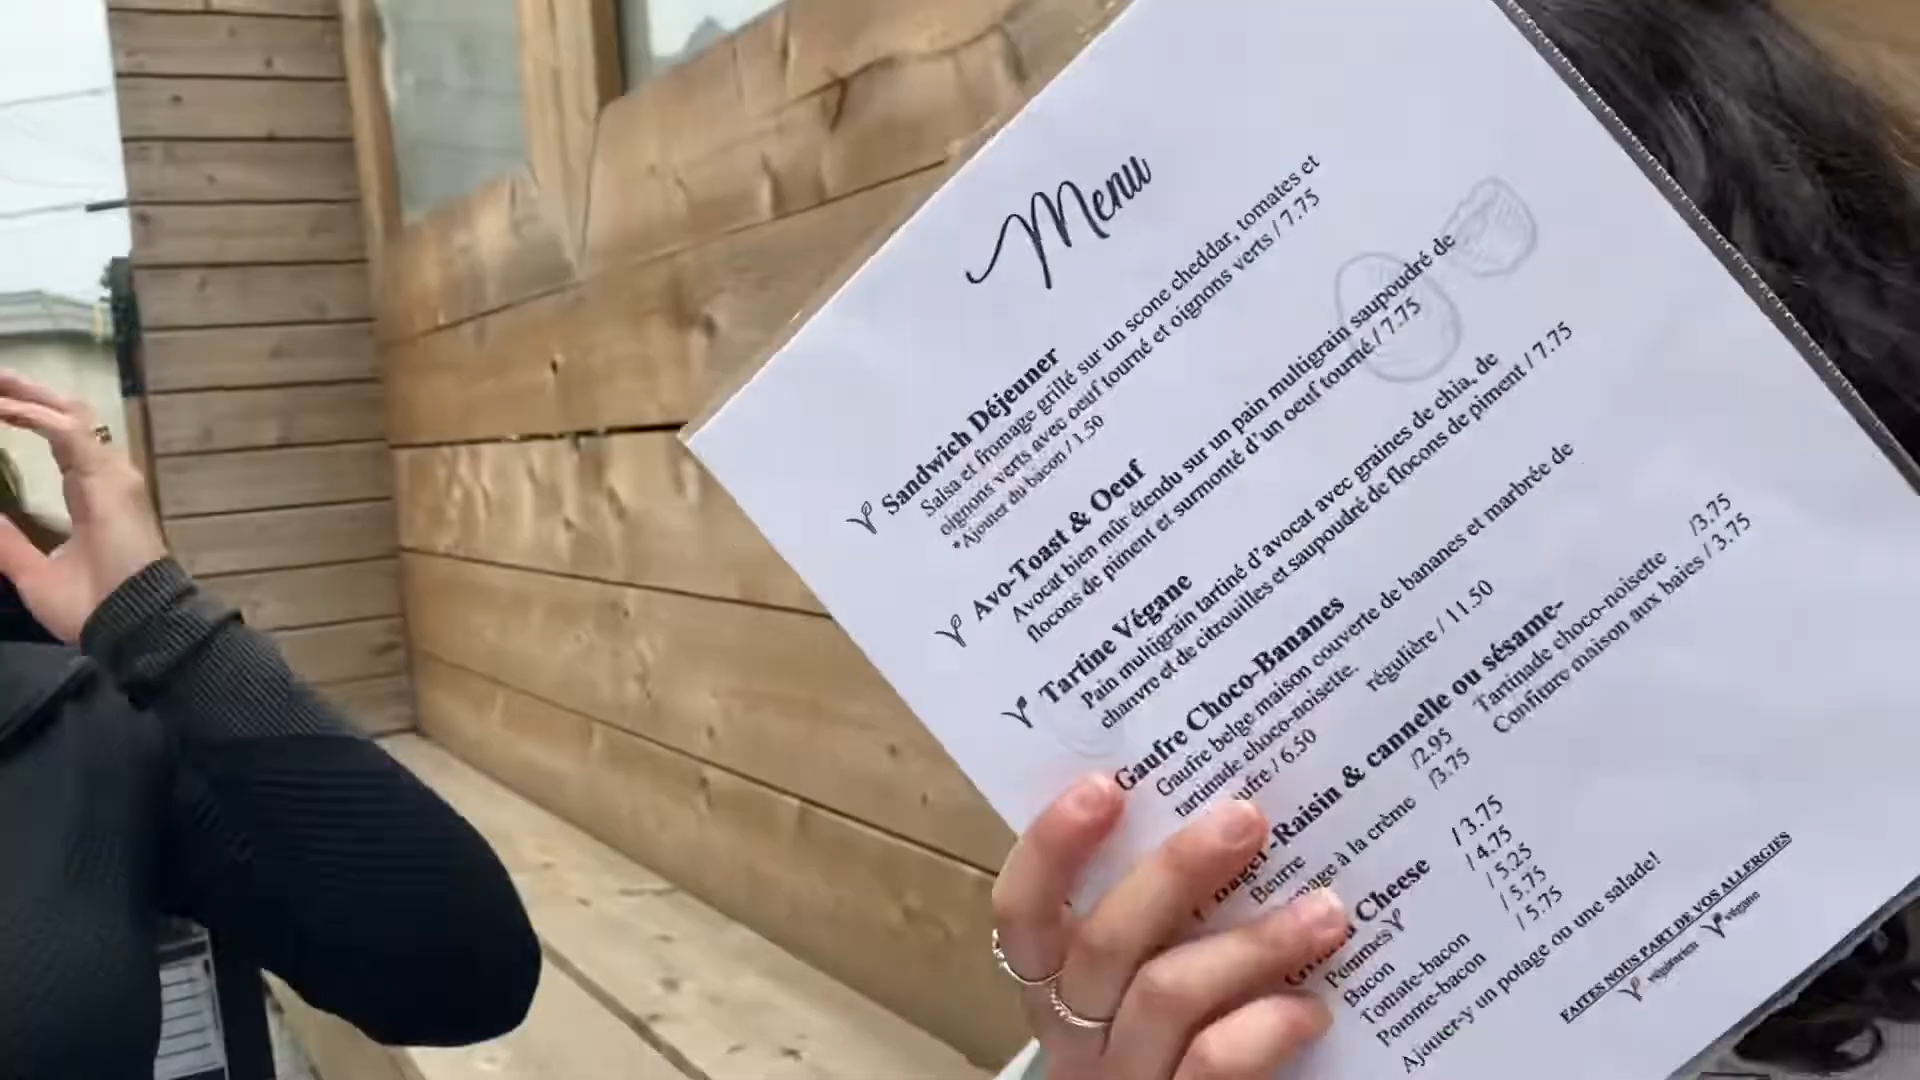 Menu
Sandwich Déjeuner
Salsa et fromage grillé sur un scone cheddar, tomates et
oignons verts avec oeuf tourné et oignons verts / 7.75
*Ajouter du bacon / 1.50
Avo-Toast & Oeuf
Avocat bien mûr étendu sur un pain multigrain saupoudré de
flocons de piment et surmonté d'un oeuf tourné / 7.75
Tartine Végane
Pain multigrain tartiné d'avocat avec graines de chia, de
chanvre et de citrouilles et saupoudré de flocons de piment / 7.75
Gaufre Choco-Bananes
Gaufre belge maison couverte de bananes et marbrée de
tartinade choco-noisette.
aufre / 6.50 régulière / 11.50
-Raisin & cannelle ou sésame-
Beurre /2.95 Tartinade choco-noisette /3.75
mage à la crème /3.75 Confiture maison aux baies / 3.75
Cheese / 3.75
Pommes / 4.75
Bacon / 5.25
Tomate-bacon / 5.75
Pomme-bacon / 5.75
Ajouter-y un potage ou une salade!
FAITES NOUS PART DE VOS ALLERGIES
végétarien végane